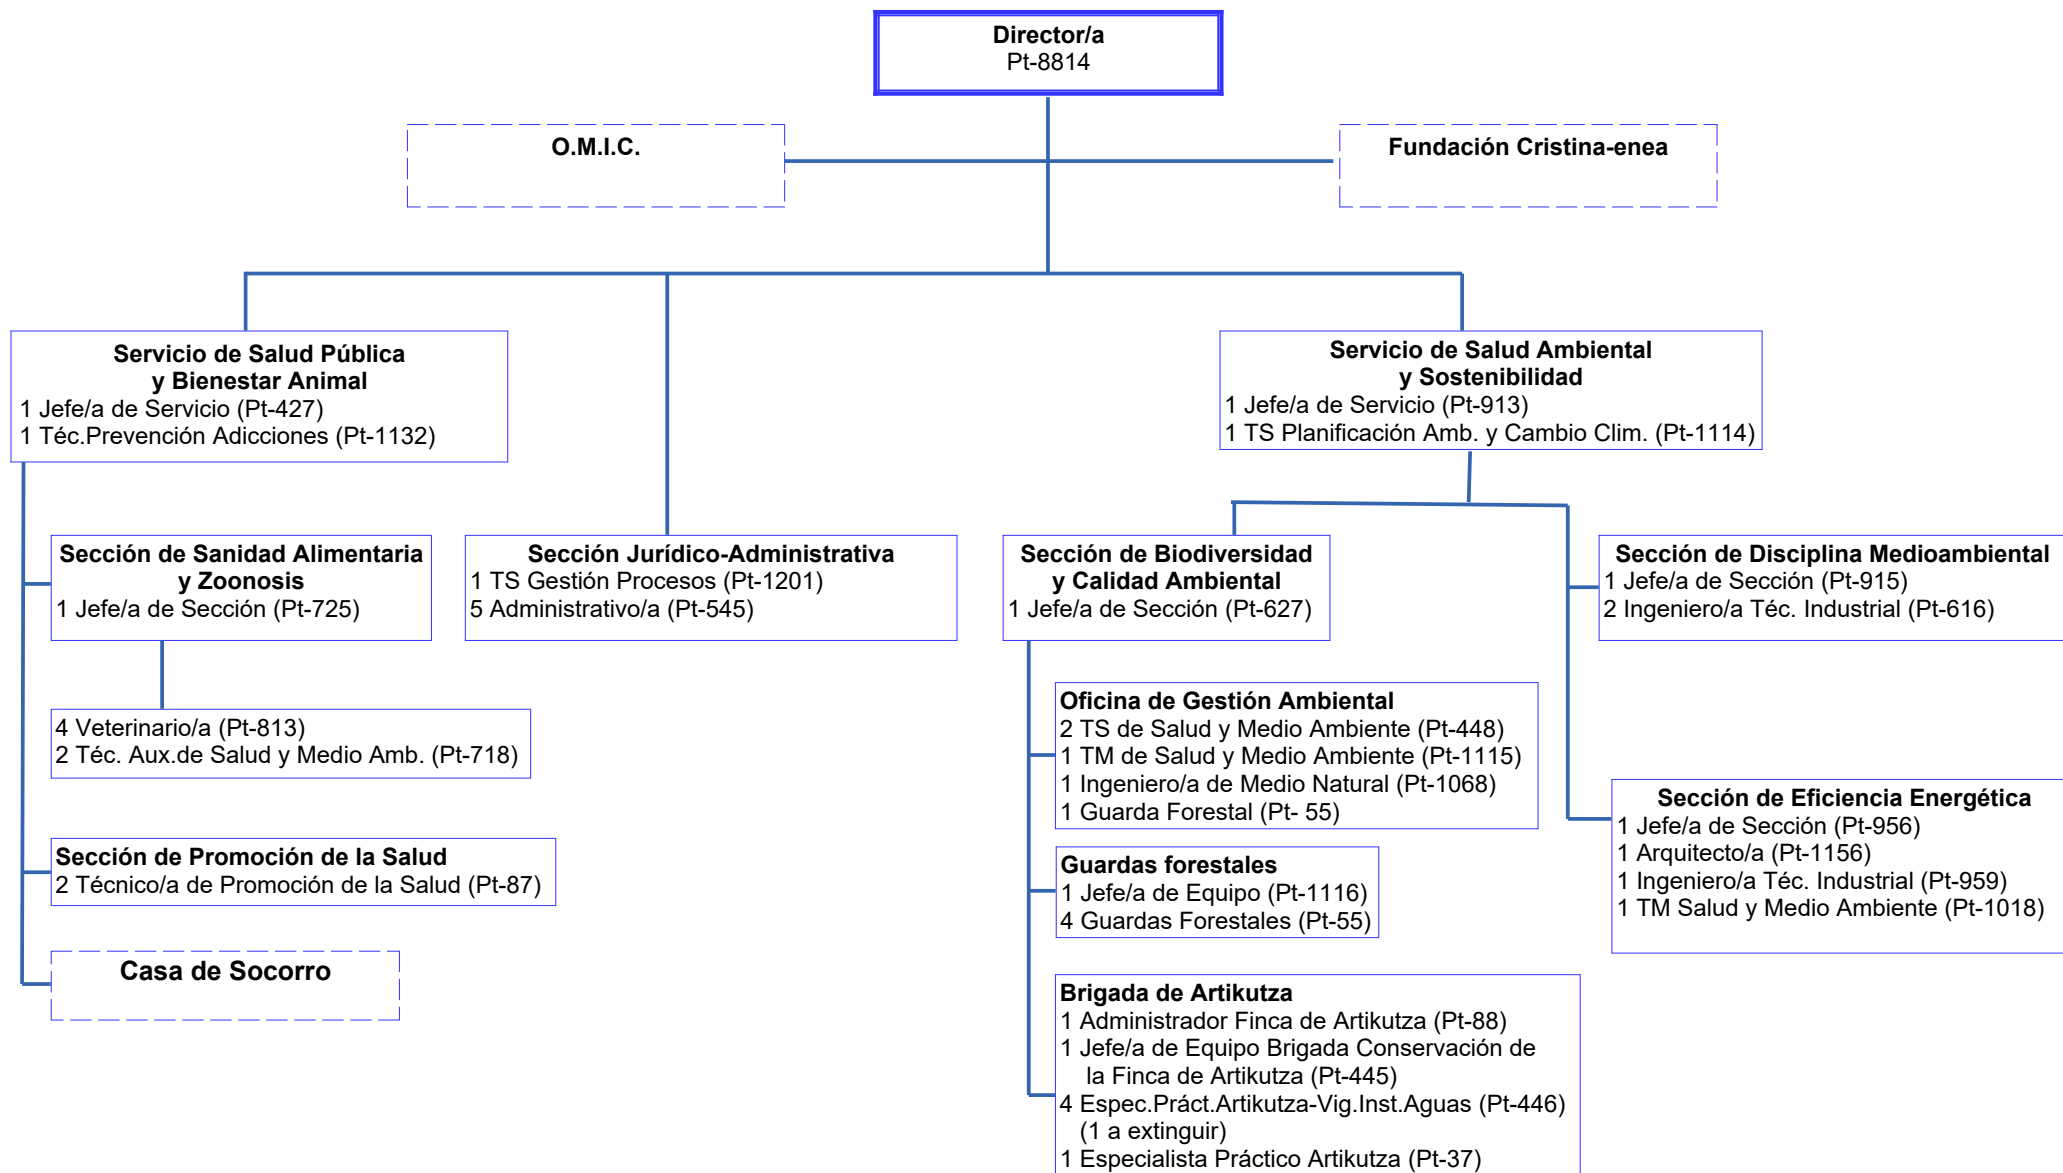 Director/a
Pt-8814
O.M.I.C.
Fundación Cristina-enea
Servicio de Salud Pública
y Bienestar Animal
1 Jefe/a de Servicio (Pt-427)
1 Téc.Prevención Adicciones (Pt-1132)
Servicio de Salud Ambiental
y Sostenibilidad
1 Jefe/a de Servicio (Pt-913)
1 TS Planificación Amb. y Cambio Clim. (Pt-1114)
Sección de Sanidad Alimentaria
y Zoonosis
1 Jefe/a de Sección (Pt-725)
4 Veterinario/a (Pt-813)
2 Téc. Aux.de Salud y Medio Amb. (Pt-718)
Sección de Promoción de la Salud
2 Técnico/a de Promoción de la Salud (Pt-87)
Casa de Socorro
Sección Jurídico-Administrativa
1 TS Gestión Procesos (Pt-1201)
5 Administrativo/a (Pt-545)
Sección de Biodiversidad
y Calidad Ambiental
1 Jefe/a de Sección (Pt-627)
Oficina de Gestión Ambiental
2 TS de Salud y Medio Ambiente (Pt-448)
1 TM de Salud y Medio Ambiente (Pt-1115)
1 Ingeniero/a de Medio Natural (Pt-1068)
1 Guarda Forestal (Pt- 55)
Guardas forestales
1 Jefe/a de Equipo (Pt-1116)
4 Guardas Forestales (Pt-55)
Brigada de Artikutza
1 Administrador Finca de Artikutza (Pt-88)
1 Jefe/a de Equipo Brigada Conservación de
la Finca de Artikutza (Pt-445)
4 Espec.Práct.Artikutza-Vig.Inst.Aguas (Pt-446)
(1 a extinguir)
1 Especialista Práctico Artikutza (Pt-37)
Sección de Disciplina Medioambiental
1 Jefe/a de Sección (Pt-915)
2 Ingeniero/a Téc. Industrial (Pt-616)
Sección de Eficiencia Energética
1 Jefe/a de Sección (Pt-956)
1 Arquitecto/a (Pt-1156)
1 Ingeniero/a Téc. Industrial (Pt-959)
1 TM Salud y Medio Ambiente (Pt-1018)